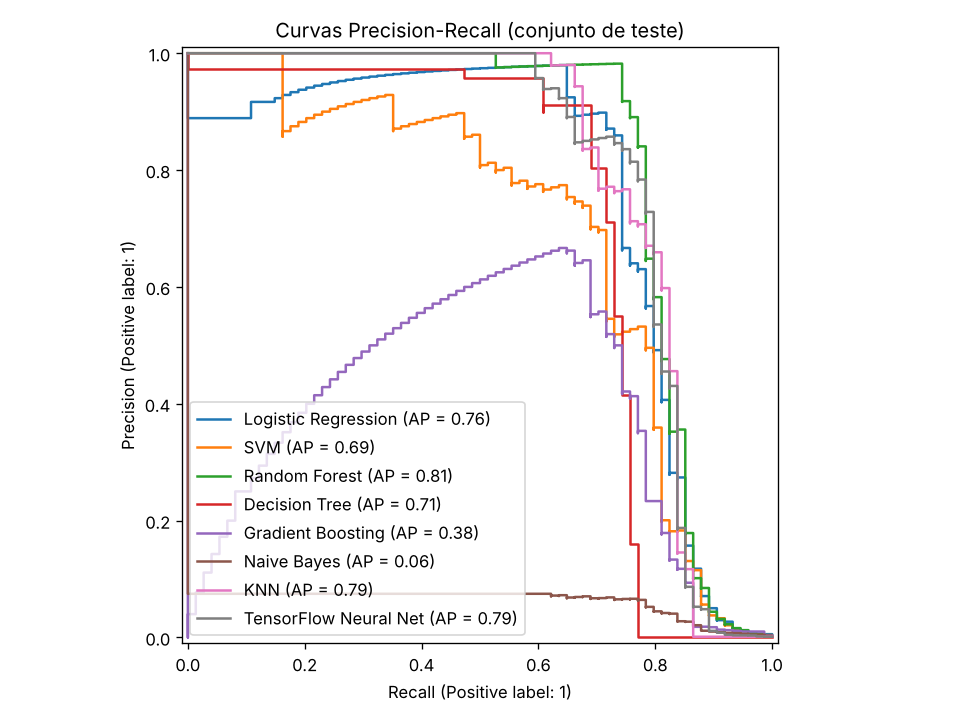 Curvas Precision-Recall (conjunto de teste)
Precision (Positive label: 1)
1.0
0.8
0.6
0.4
0.2
0.0
Logistic Regression (AP = 0.76)
SVM (AP = 0.69)
Random Forest (AP = 0.81)
Decision Tree (AP = 0.71)
Gradient Boosting (AP = 0.38)
Naive Bayes (AP = 0.06)
KNN (AP = 0.79)
TensorFlow Neural Net (AP = 0.79)
0.0 0.2 0.4 0.6 0.8 1.0
Recall (Positive label: 1)